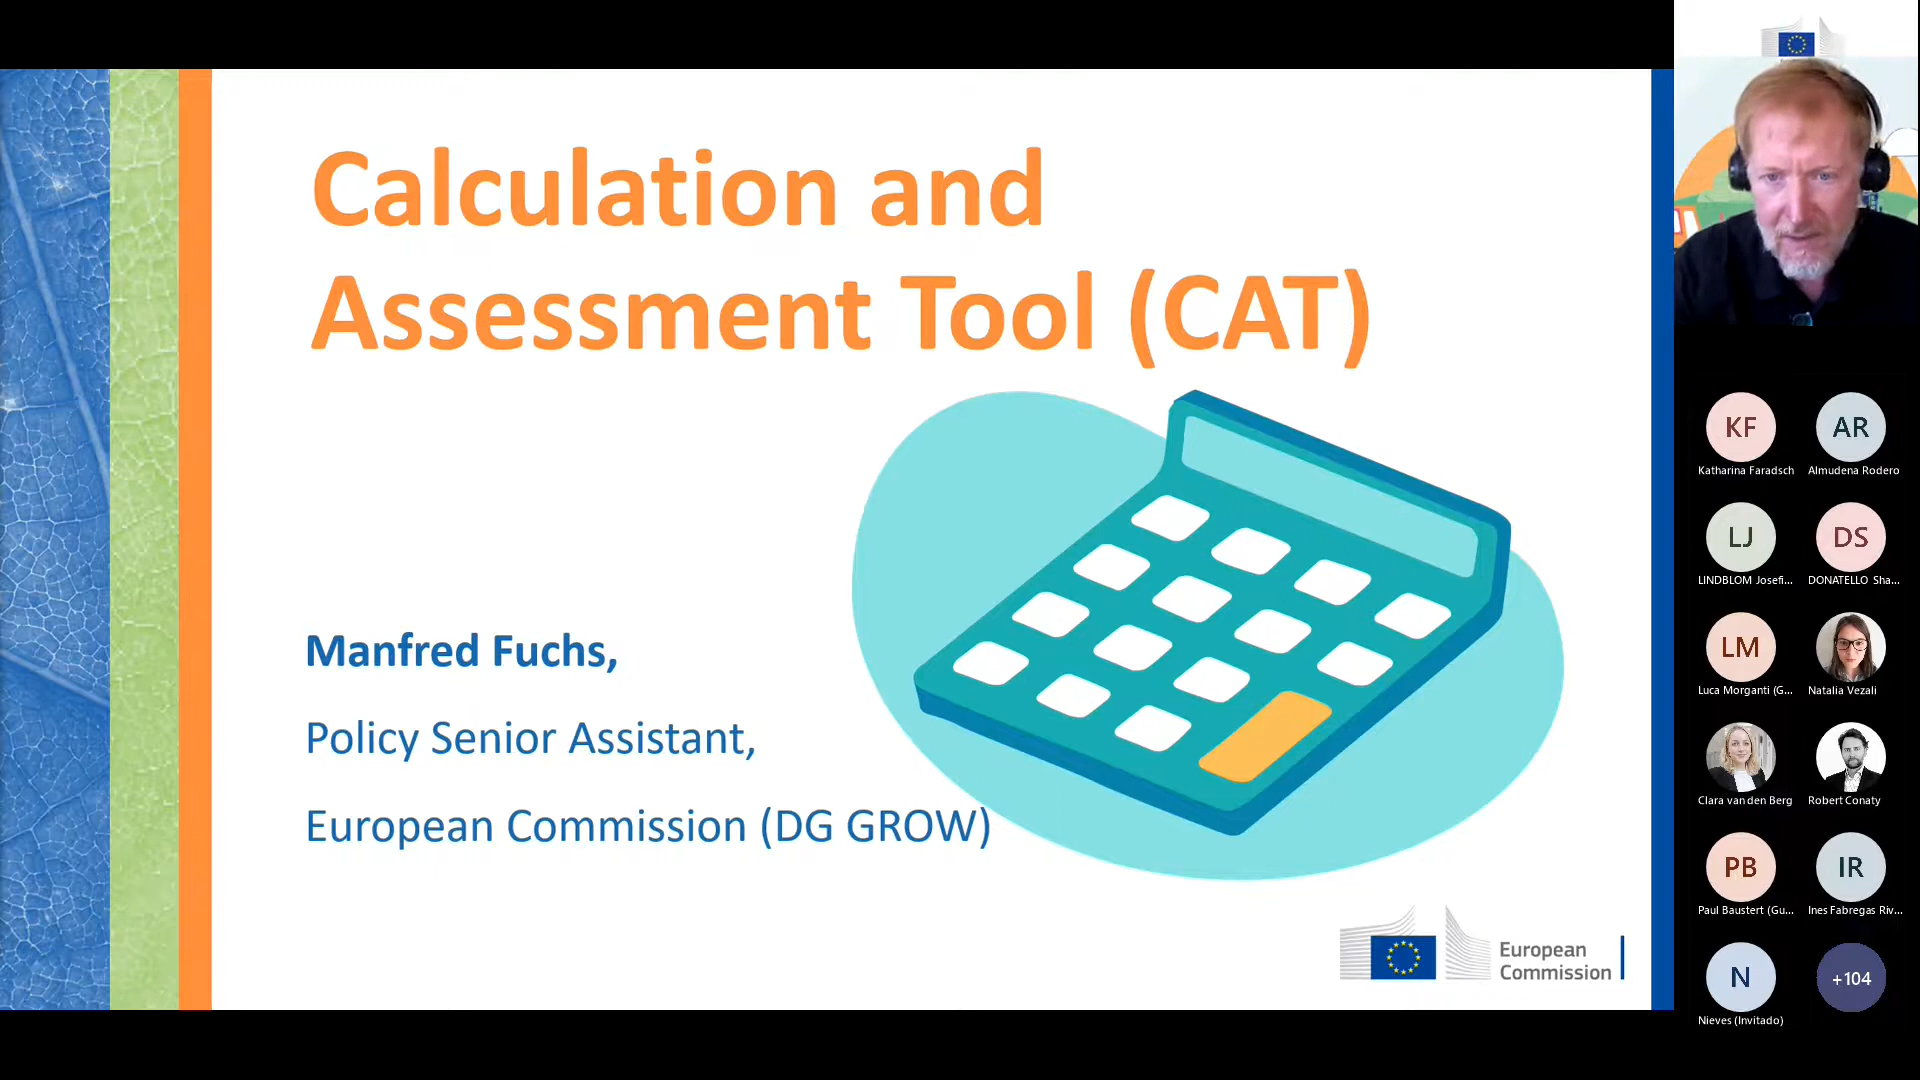 Calculation and
Assessment Tool (CAT)
Manfred Fuchs,
Policy Senior Assistant,
European Commission (DG GROW)
European
Commission
KF
Katharina Faradsch
AR
Almudena Rodero
LJ
LINDBLOM Josefi...
DS
DONATELLO Sha...
LM
Luca Morganti (G...
Natalia Vezali
Clara van den Berg
Robert Conaty
PB
Paul Baustert (Gu...
IR
Ines Fabregas Riv...
N
Nieves (Invitado)
+104